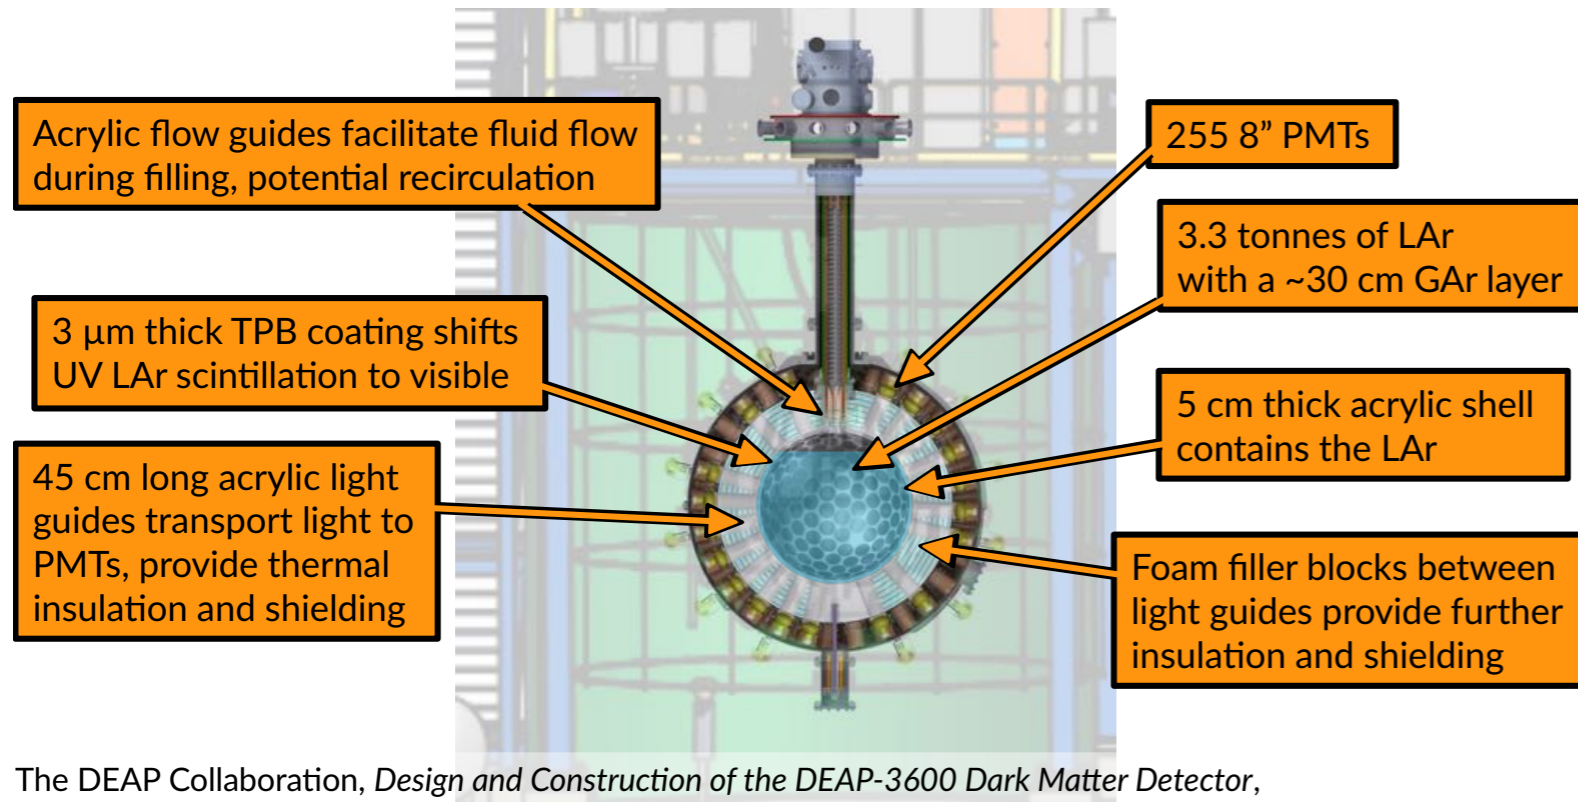 Acrylic flow guides facilitate fluid flow
during filling, potential recirculation
255 8” PMTs
3.3 tonnes of LAr
with a ~30 cm GAr layer
3 μm thick TPB coating shifts
UV LAr scintillation to visible
5 cm thick acrylic shell
contains the LAr
45 cm long acrylic light
guides transport light to
PMTs, provide thermal
insulation and shielding
Foam filler blocks between
light guides provide further
insulation and shielding
The DEAP Collaboration, Design and Construction of the DEAP-3600 Dark Matter Detector,